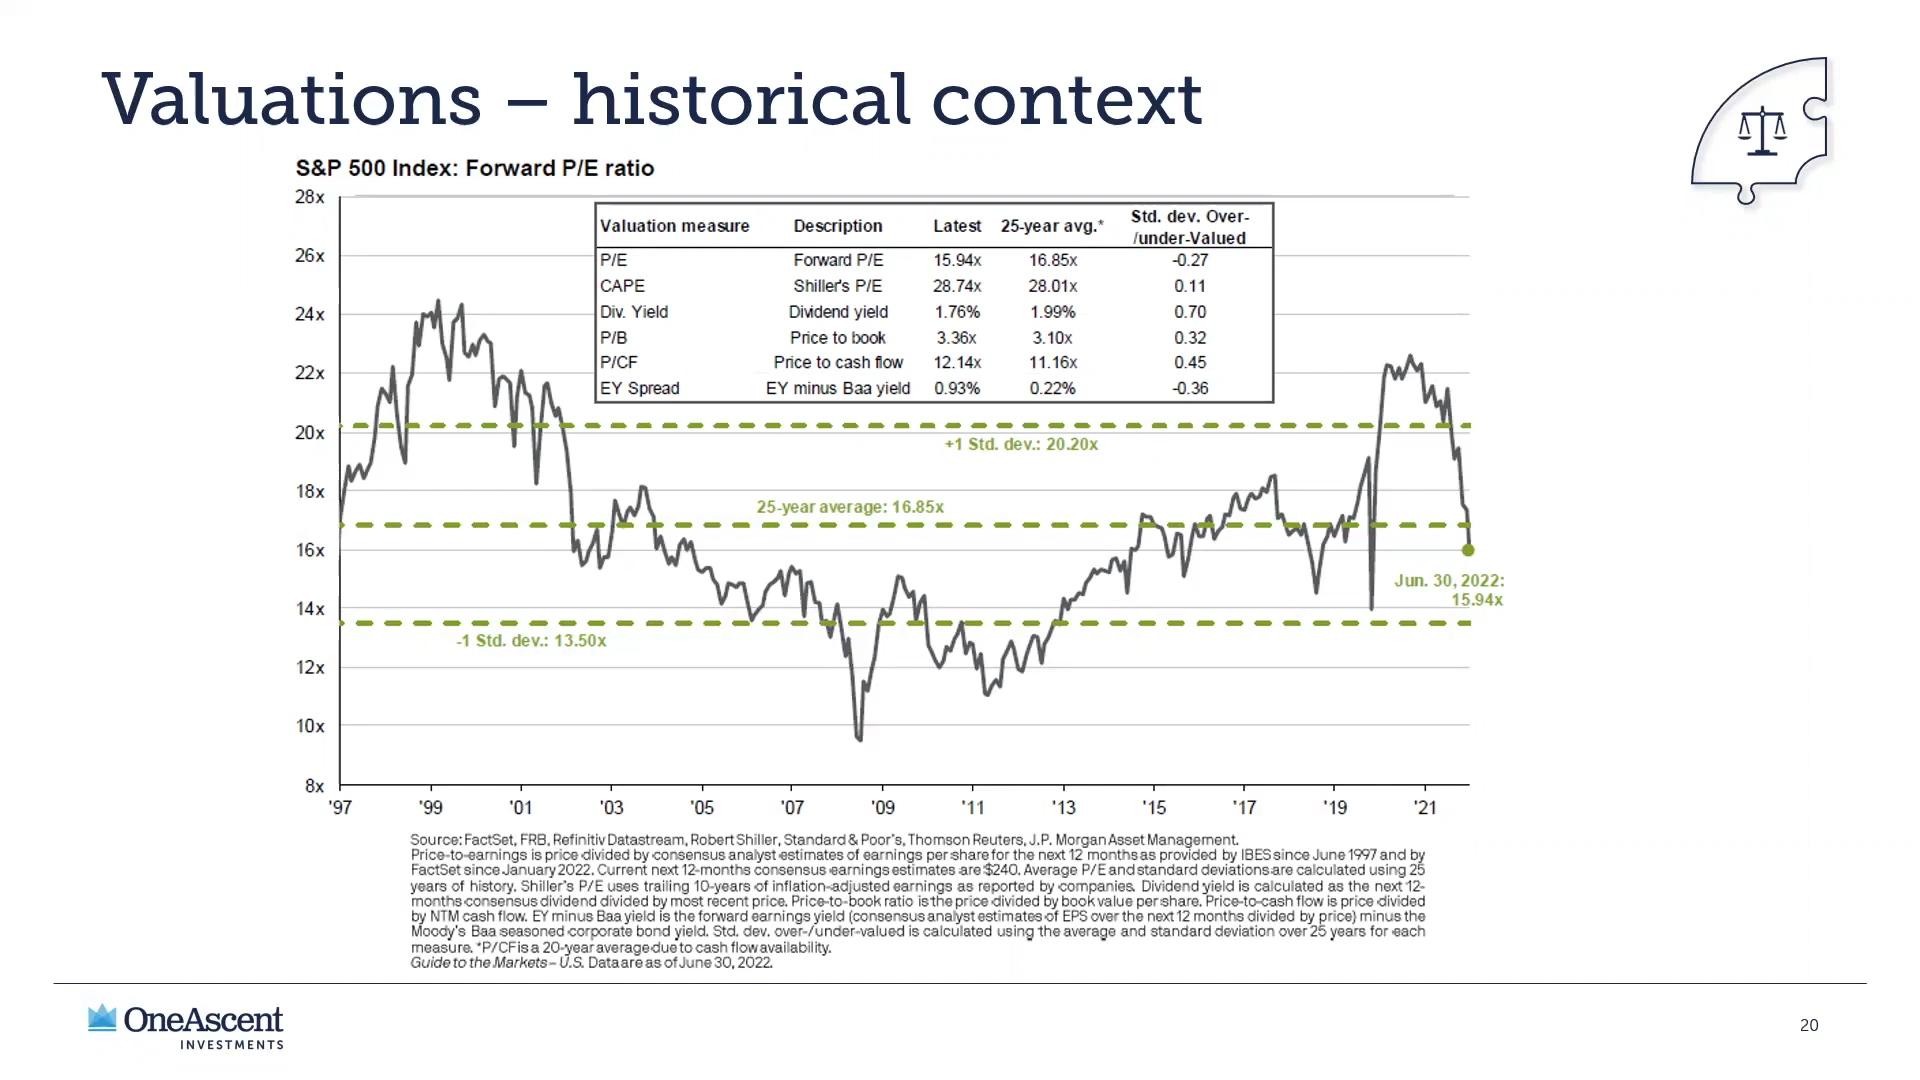 Valuations – historical context
S&P 500 Index: Forward P/E ratio
28x
26x
24x
22x
20x
18x
16x
14x
12x
10x
8x
Valuation measure Description Latest 25-year avg.* Std. dev. Over-
/under-Valued
P/E Forward P/E 15.94x 16.85x -0.27
CAPE Shiller's P/E 28.74x 28.01x 0.11
Div. Yield Dividend yield 1.76% 1.99% 0.70
P/B Price to book 3.36x 3.10x 0.32
P/CF Price to cash flow 12.14x 11.16x 0.45
EY Spread EY minus Baa yield 0.93% 0.22% -0.36
+1 Std. dev.: 20.20x
25-year average: 16.85x
Jun. 30, 2022:
15.94x
-1 Std. dev.: 13.50x
'97 '99 '01 '03 '05 '07 '09 '11 '13 '15 '17 '19 '21
Source: FactSet, FRB, Refinitiv Datastream, Robert Shiller, Standard & Poor's, Thomson Reuters, J.P. Morgan Asset Management.
Price-to-earnings is price divided by consensus analyst estimates of earnings per share for the next 12 months as provided by IBES since June 1997 and by
FactSet since January 2022. Current next 12-months consensus earnings estimates are $240. Average P/E and standard deviations are calculated using 25
years of history. Shiller's P/E uses trailing 10-years of inflation-adjusted earnings as reported by companies. Dividend yield is calculated as the next 12-
months consensus dividend divided by most recent price. Price-to-book ratio is the price divided by book value per share. Price-to-cash flow is price divided
by NTM cash flow. EY minus Baa yield is the forward earnings yield (consensus analyst estimates of EPS over the next 12 months divided by price) minus the
Moody's Baa seasoned corporate bond yield. Std. dev. over-/under-valued is calculated using the average and standard deviation over 25 years for each
measure. *P/CF is a 20-year average due to cash flow availability.
Guide to the Markets – U.S. Data are as of June 30, 2022.
OneAscent
INVESTMENTS
20